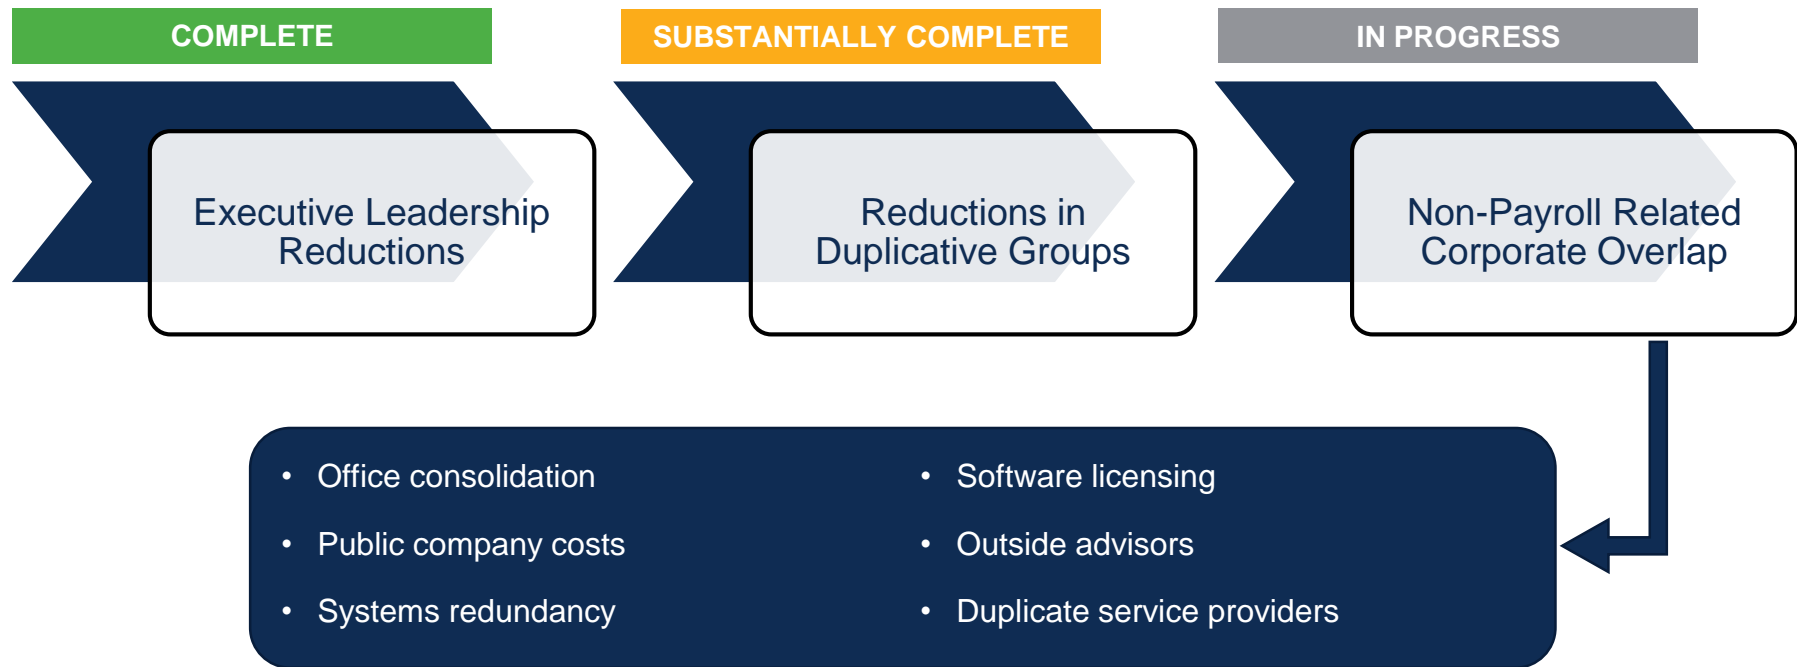 COMPLETE
SUBSTANTIALLY COMPLETE
IN PROGRESS
Executive Leadership
Reductions
Reductions in
Duplicative Groups
Non-Payroll Related
Corporate Overlap
• Office consolidation
• Public company costs
• Systems redundancy
• Software licensing
• Outside advisors
• Duplicate service providers